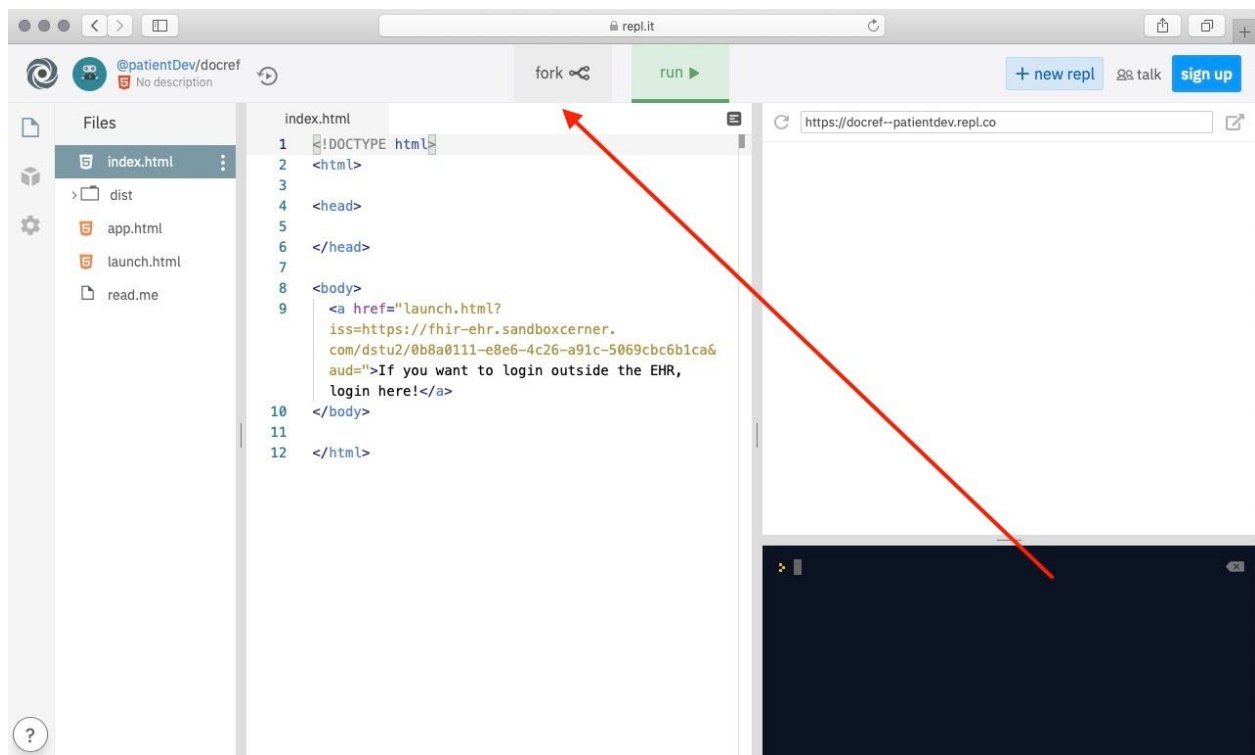 repl.it
@patientDev/docref
No description
fork
run
+ new repl
talk
sign up
Files
index.html
dist
app.html
launch.html
read.me
index.html
1 <!DOCTYPE html>
2 <html>
3
4 <head>
5
6 </head>
7
8 <body>
9 <a href="launch.html?
iss=https://fhir-ehr.sandboxcerner.
com/dstu2/0b8a0111-e8e6-4c26-a91c-5069cbc6b1ca&
aud=">If you want to login outside the EHR,
login here!</a>
10 </body>
11
12 </html>
https://docref--patientdev.repl.co
>
?